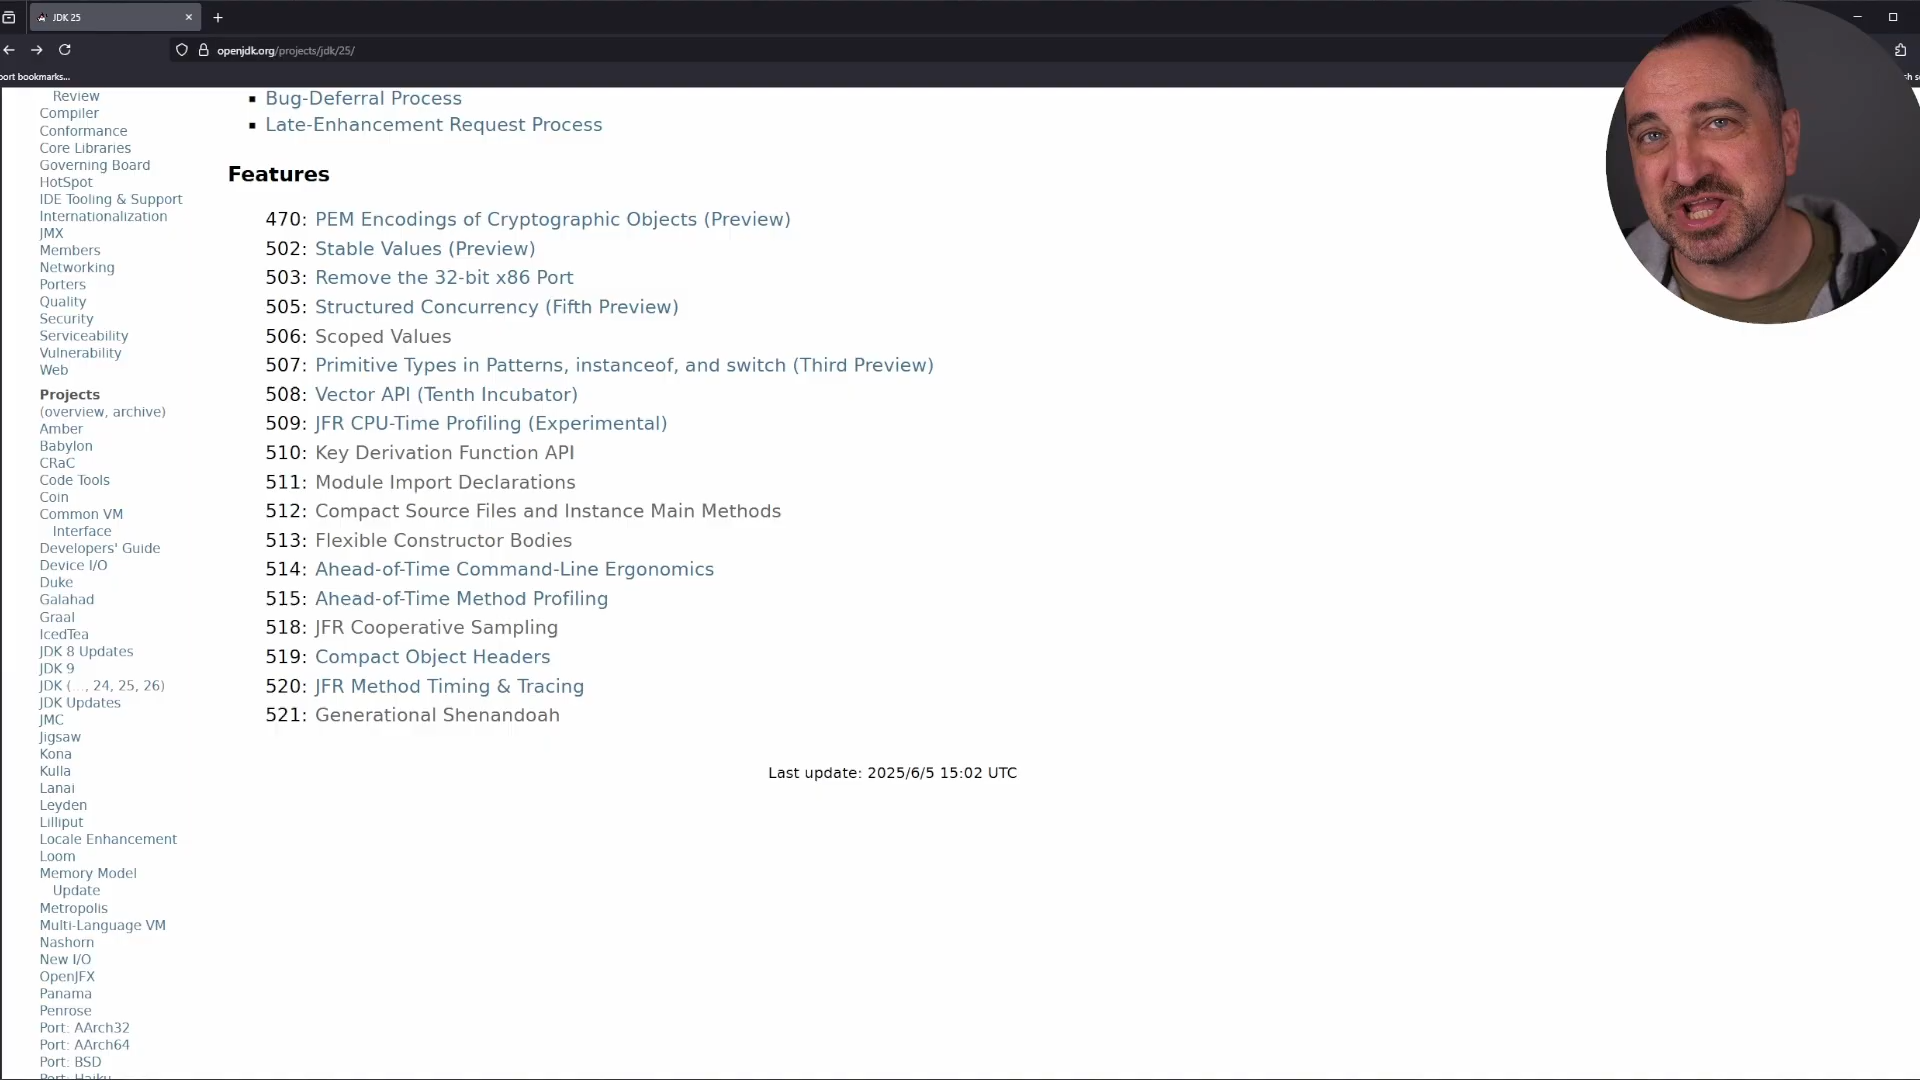 JDK 25
openjdk.org/projects/jdk/25/
port bookmarks...
Review
Compiler
Conformance
Core Libraries
Governing Board
HotSpot
IDE Tooling & Support
Internationalization
JMX
Members
Networking
Porters
Quality
Security
Serviceability
Vulnerability
Web
Projects
(overview, archive)
Amber
Babylon
CRaC
Code Tools
Coin
Common VM
Interface
Developers' Guide
Device I/O
Duke
Galahad
Graal
IcedTea
JDK 8 Updates
JDK 9
JDK (…, 24, 25, 26)
JDK Updates
JMC
Jigsaw
Kona
Kulla
Lanai
Leyden
Lilliput
Locale Enhancement
Loom
Memory Model
Update
Metropolis
Multi-Language VM
Nashorn
New I/O
OpenJFX
Panama
Penrose
Port: AArch32
Port: AArch64
Port: BSD
Port: Haiku
Bug-Deferral Process
Late-Enhancement Request Process
Features
470: PEM Encodings of Cryptographic Objects (Preview)
502: Stable Values (Preview)
503: Remove the 32-bit x86 Port
505: Structured Concurrency (Fifth Preview)
506: Scoped Values
507: Primitive Types in Patterns, instanceof, and switch (Third Preview)
508: Vector API (Tenth Incubator)
509: JFR CPU-Time Profiling (Experimental)
510: Key Derivation Function API
511: Module Import Declarations
512: Compact Source Files and Instance Main Methods
513: Flexible Constructor Bodies
514: Ahead-of-Time Command-Line Ergonomics
515: Ahead-of-Time Method Profiling
518: JFR Cooperative Sampling
519: Compact Object Headers
520: JFR Method Timing & Tracing
521: Generational Shenandoah
Last update: 2025/6/5 15:02 UTC